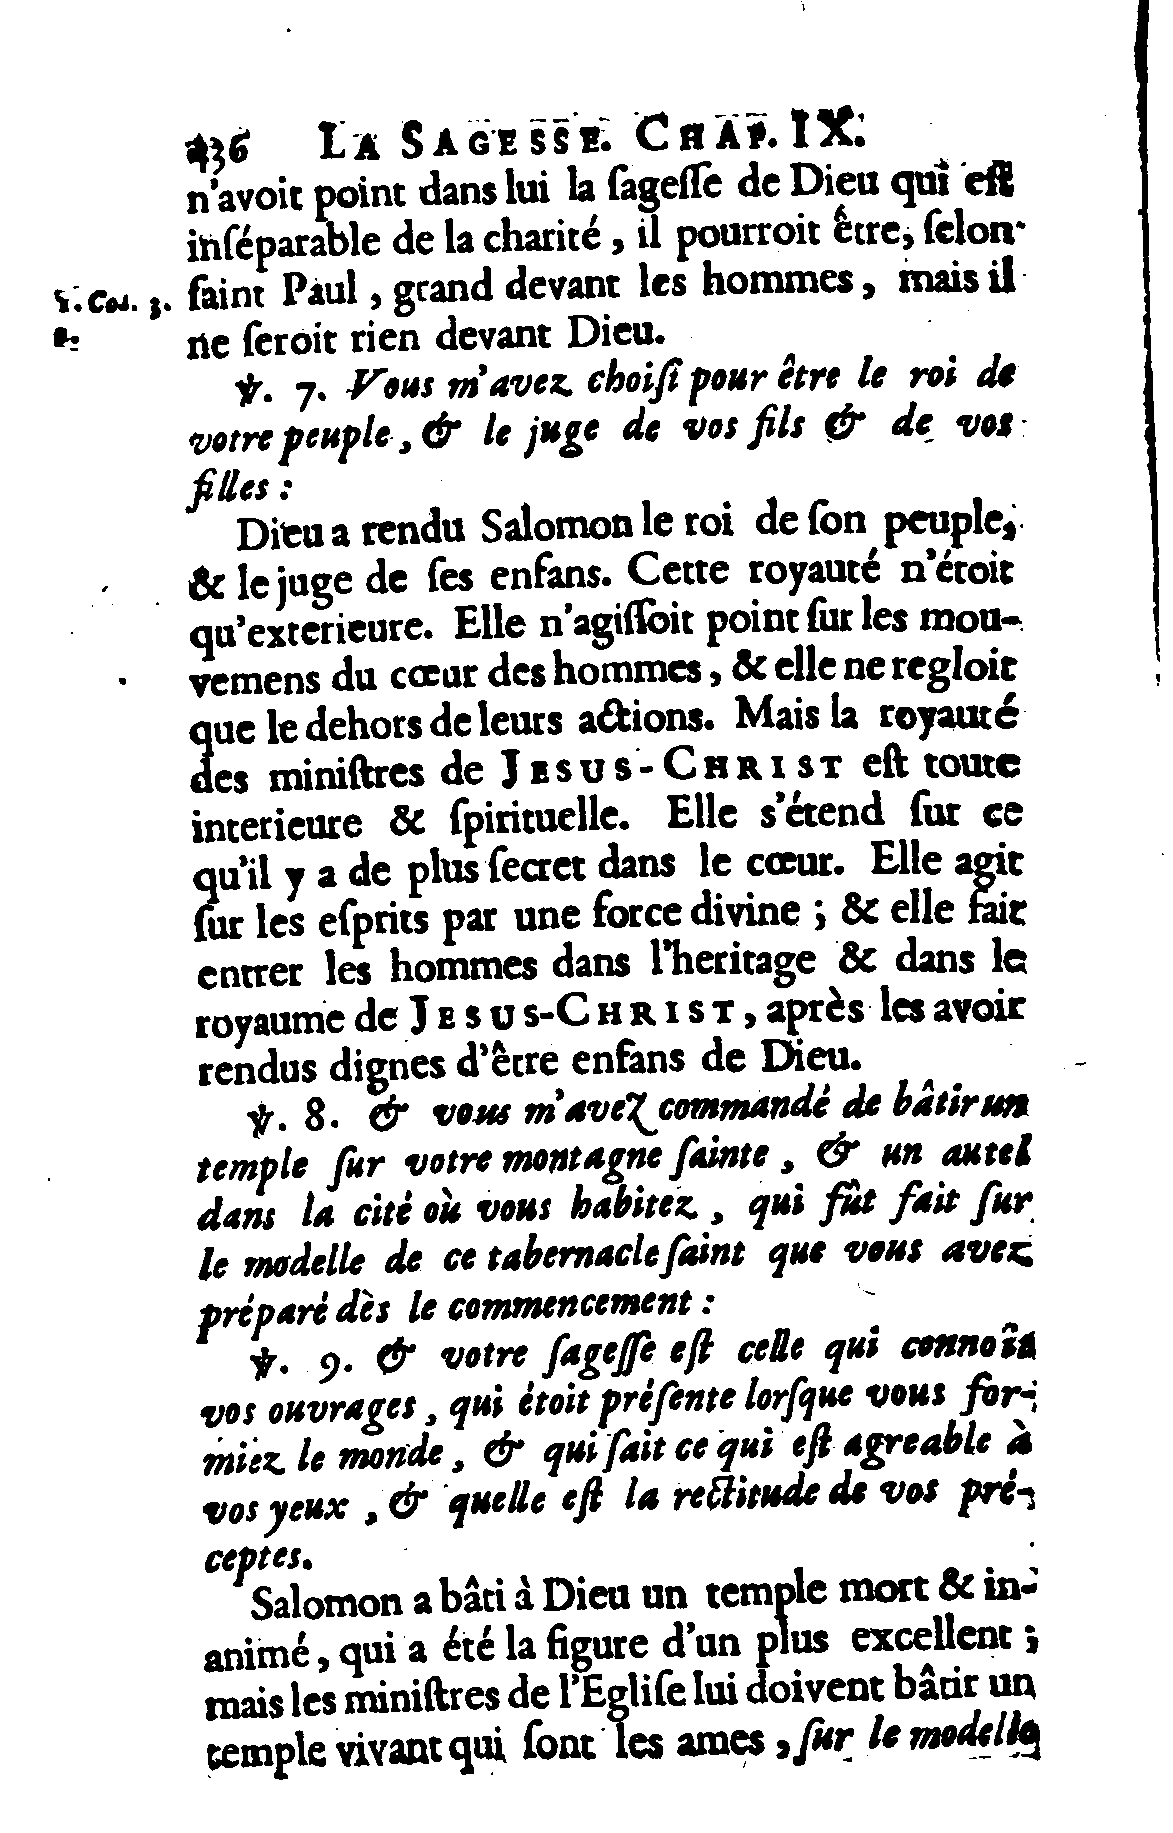 436 LA SAGESSE. CHAP. IX.
n'avoit point dans lui la ſageſſe de Dieu qui eſt
inſéparable de la charité, il pourroit être, ſelon
1. Cor. 3. ſaint Paul, grand devant les hommes, mais il
ne ſeroit rien devant Dieu.
℣. 7. Vous m'avez choiſi pour être le roi de
votre peuple, & le juge de vos fils & de vos
filles :
Dieu a rendu Salomon le roi de ſon peuple,
& le juge de ſes enfans. Cette royauté n'étoit
qu'exterieure. Elle n'agiſſoit point ſur les mou-
vemens du cœur des hommes, & elle ne regloit
que le dehors de leurs actions. Mais la royauté
des miniſtres de JESUS-CHRIST eſt toute
interieure & ſpirituelle. Elle s'étend ſur ce
qu'il y a de plus ſecret dans le cœur. Elle agit
ſur les eſprits par une force divine ; & elle fait
entrer les hommes dans l'heritage & dans le
royaume de JESUS-CHRIST, après les avoir
rendus dignes d'être enfans de Dieu.
℣. 8. & vous m'avez commandé de bâtir un
temple ſur votre montagne ſainte, & un autel
dans la cité où vous habitez, qui fût fait ſur
le modelle de ce tabernacle ſaint que vous avez
préparé dès le commencement :
℣. 9. & votre ſageſſe eſt celle qui connoît
vos ouvrages, qui étoit préſente lorſque vous for-
miez le monde, & qui ſait ce qui eſt agreable à
vos yeux, & quelle eſt la rectitude de vos pré-
ceptes.
Salomon a bâti à Dieu un temple mort & in-
animé, qui a été la figure d'un plus excellent ;
mais les miniſtres de l'Egliſe lui doivent bâtir un
temple vivant qui ſont les ames, ſur le modelle